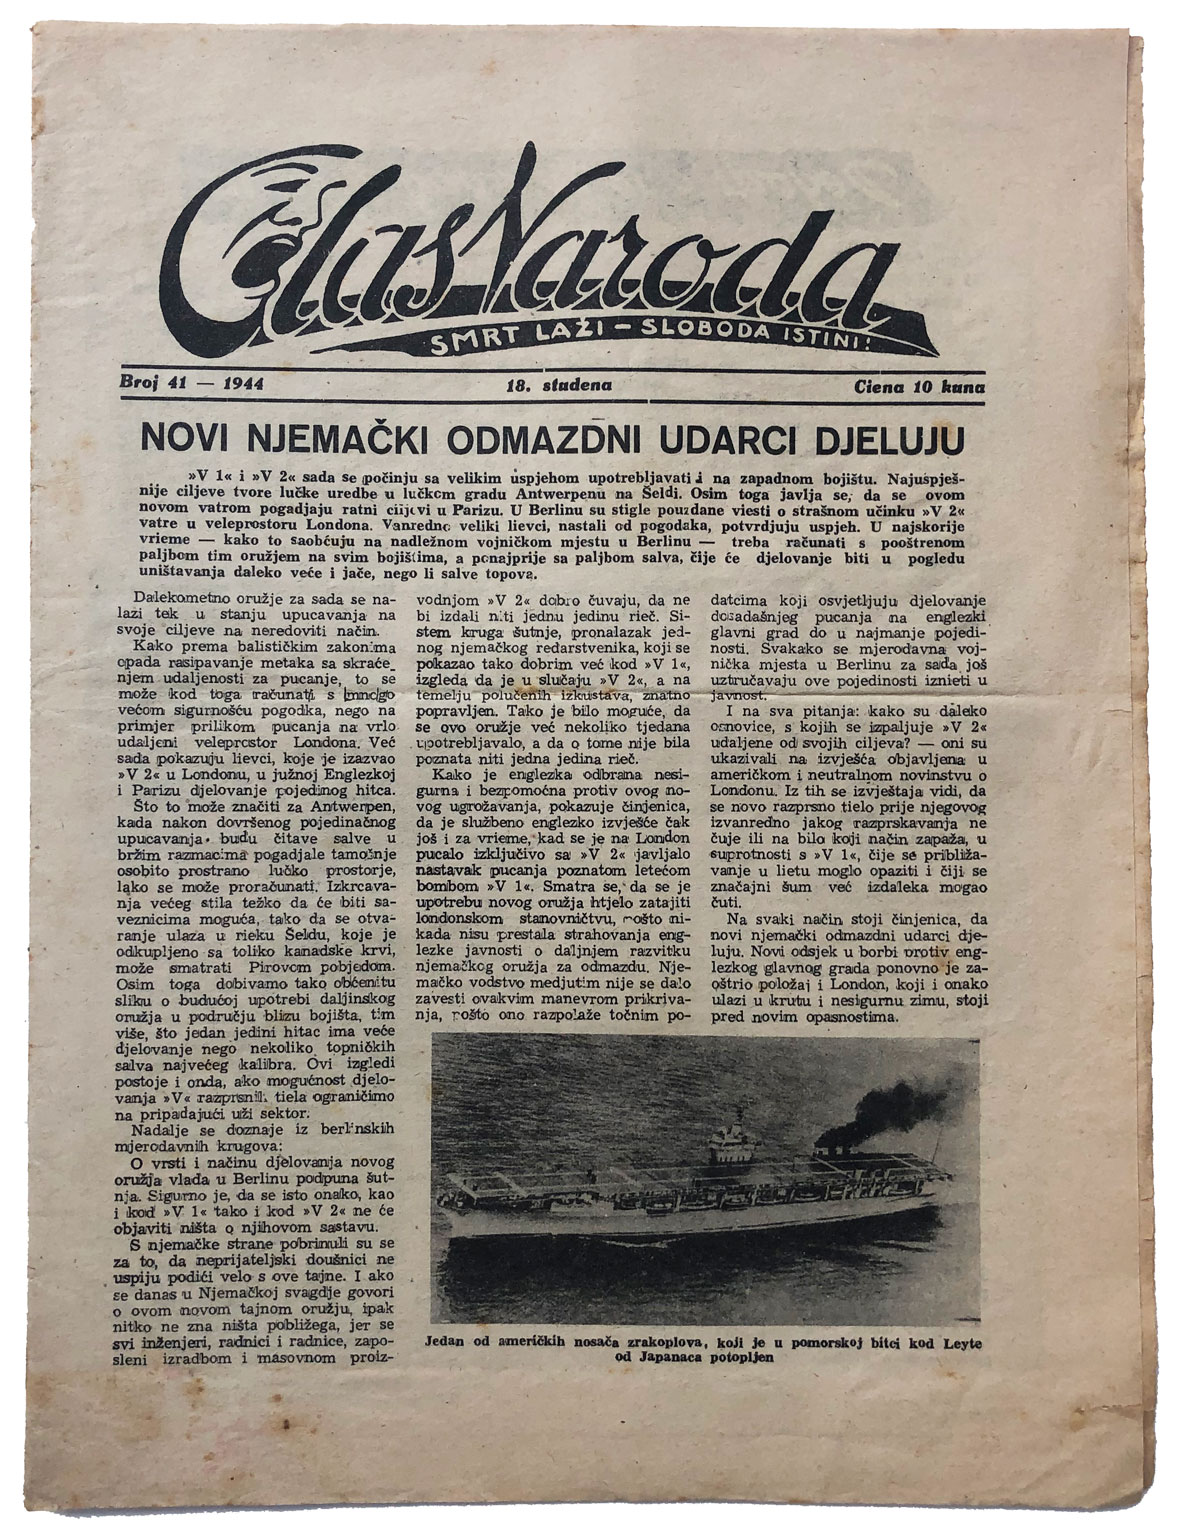 Glas Naroda
SMRT LAŽI — SLOBODA ISTINI!
Broj 41 — 1944
18. studena
Ciena 10 kuna
NOVI NJEMAČKI ODMAZDNI UDARCI DJELUJU
»V 1« i »V 2« sada se počinju sa velikim uspjehom upotrebljavati i na zapadnom bojištu. Najuspješ-
nije ciljeve tvore lučke uredbe u lučkom gradu Antwerpenu na Šeldi. Osim toga javlja se, da se ovom
novom vatrom pogadjaju ratni ciljevi u Parizu. U Berlinu su stigle pouzdane viesti o strašnom učinku »V 2«
vatre u veleprostoru Londona. Vanredno veliki lievci, nastali od pogodaka, potvrdjuju uspjeh. U najskorije
vrieme — kako to saobćuju na nadležnom vojničkom mjestu u Berlinu — treba računati s pooštrenom
paljbom tim oružjem na svim bojištima, a ponajprije sa paljbom salva, čije će djelovanje biti u pogledu
uništavanja daleko veće i jače, nego li salve topova.
Dalekometno oružje za sada se na-
lazi tek u stanju upucavanja na
svoje ciljeve na neredoviti način.
Kako prema balističkim zakonima
opada rasipavanje metaka sa skraće_
njem udaljenosti za pucanje, to se
može kod toga računati s mnogo
većom sigurnošću pogodka, nego na
primjer prilikom pucanja na vrlo
udaljeni veleprostor Londona. Već
sada pokazuju lievci, koje je izazvao
»V 2« u Londonu, u južnoj Englezkoj
i Parizu djelovanje pojedinog hitca.
Što to može značiti za Antwerpen,
kada nakon dovršenog pojedinačnog
upucavanja budu čitave salve u
bržim razmacima pogadjale tamošnje
osobito prostrano lučko prostorje,
lako se može proračunati. Izkrcava-
nja većeg stila težko da će biti sa-
veznicima moguća, tako da se otva-
ranje ulaza u rieku Šeldu, koje je
odkupljeno sa toliko kanadske krvi,
može smatrati Pirovom pobjedom.
Osim toga dobivamo tako obćenitu
sliku o budućoj upotrebi daljinskog
oružja u području blizu bojišta, tim
više, što jedan jedini hitac ima veće
djelovanje nego nekoliko topničkih
salva najvećeg kalibra. Ovi izgledi
postoje i onda, ako mogućnost djelo-
vanja »V« razprsnih tiela ograničimo
na pripadajući uži sektor.
Nadalje se doznaje iz berlinskih
mjerodavnih krugova:
O vrsti i načinu djelovanja novog
oružja vlada u Berlinu podpuna šut-
nja. Sigurno je, da se isto onako, kao
i kod »V 1« tako i kod »V 2« ne će
objaviti ništa o njihovom sastavu.
S njemačke strane pobrinuli su se
za to, da neprijateljski doušnici ne
uspiju podići velo s ove tajne. I ako
se danas u Njemačkoj svagdje govori
o ovom novom tajnom oružju, ipak
nitko ne zna ništa pobližega, jer se
svi inženjeri, radnici i radnice, zapo-
sleni izradbom i masovnom proiz-
vodnjom »V 2« dobro čuvaju, da ne
bi izdali niti jednu jedinu rieč. Si-
stem kruga šutnje, pronalazak jed-
nog njemačkog redarstvenika, koji se
pokazao tako dobrim već kod »V 1«,
izgleda da je u slučaju »V 2«, a na
temelju polučenih izkustava, znatno
popravljen. Tako je bilo moguće, da
se ovo oružje već nekoliko tjedana
upotrebljavalo, a da o tome nije bila
poznata niti jedna jedina rieč.
Kako je englezka odbrana nesi-
gurna i bezpomoćna protiv ovog no-
vog ugrožavanja, pokazuje činjenica,
da je službeno englezko izvješće čak
još i za vrieme, kad se je na London
pucalo izključivo sa »V 2« javljalo
nastavak pucanja poznatom letećom
bombom »V 1«. Smatra se, da se je
upotrebu novog oružja htjelo zatajiti
londonskom stanovničtvu, pošto ni-
kada nisu prestala strahovanja eng-
lezke javnosti o daljnjem razvitku
njemačkog oružja za odmazdu. Nje-
mačko vodstvo medjutim nije se dalo
zavesti ovakvim manevrom prikriva-
nja, pošto ono razpolaže točnim po-
datcima koji osvjetljuju djelovanje
dosadašnjeg pucanja na englezki
glavni grad do u najmanje pojedi-
nosti. Svakako se mjerodavna voj-
nička mjesta u Berlinu za sada još
uztručavaju ove pojedinosti iznieti u
javnost.
I na sva pitanja: kako su daleko
osnovice, s kojih se izpaljuje »V 2«
udaljene od svojih ciljeva? — oni su
ukazivali na izvješća objavljena u
američkom i neutralnom novinstvu o
Londonu. Iz tih se izvještaja vidi, da
se novo razprsno tielo prije njegovog
izvanredno jakog razprskavanja ne
čuje ili na bilo koji način zapaža, u
suprotnosti s »V 1«, čije se približa-
vanje u lietu moglo opaziti i čiji se
značajni šum već izdaleka mogao
čuti.
Na svaki način stoji činjenica, da
novi njemački odmazdni udarci dje-
luju. Novi odsjek u borbi protiv eng-
lezkog glavnog grada ponovno je za-
oštrio položaj i London, koji i onako
ulazi u krutu i nesigurnu zimu, stoji
pred novim opasnostima.
Jedan od američkih nosača zrakoplova, koji je u pomorskoj bitci kod Leyte
od Japanaca potopljen